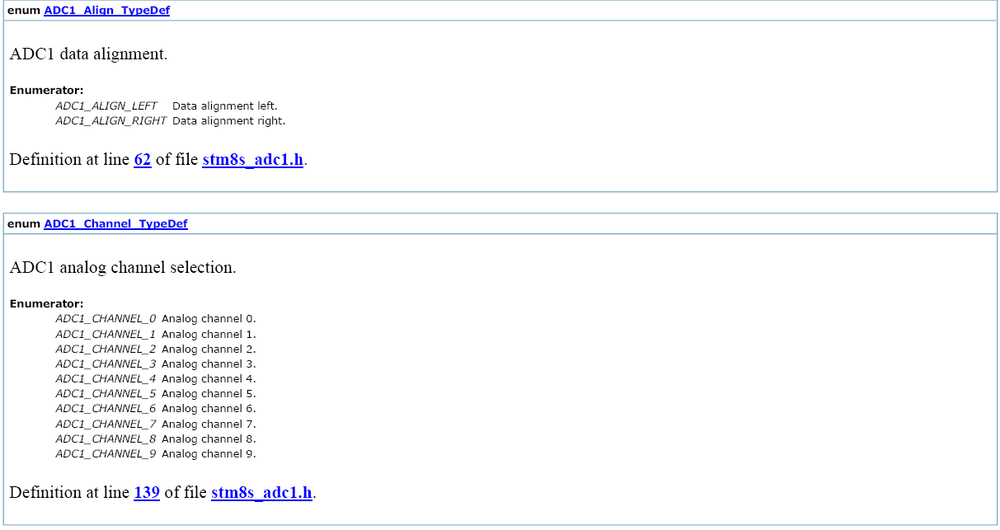 enum ADC1_Align_TypeDef
ADC1 data alignment.
Enumerator:
ADC1_ALIGN_LEFT Data alignment left.
ADC1_ALIGN_RIGHT Data alignment right.
Definition at line 62 of file stm8s_adc1.h.
enum ADC1_Channel_TypeDef
ADC1 analog channel selection.
Enumerator:
ADC1_CHANNEL_0 Analog channel 0.
ADC1_CHANNEL_1 Analog channel 1.
ADC1_CHANNEL_2 Analog channel 2.
ADC1_CHANNEL_3 Analog channel 3.
ADC1_CHANNEL_4 Analog channel 4.
ADC1_CHANNEL_5 Analog channel 5.
ADC1_CHANNEL_6 Analog channel 6.
ADC1_CHANNEL_7 Analog channel 7.
ADC1_CHANNEL_8 Analog channel 8.
ADC1_CHANNEL_9 Analog channel 9.
Definition at line 139 of file stm8s_adc1.h.